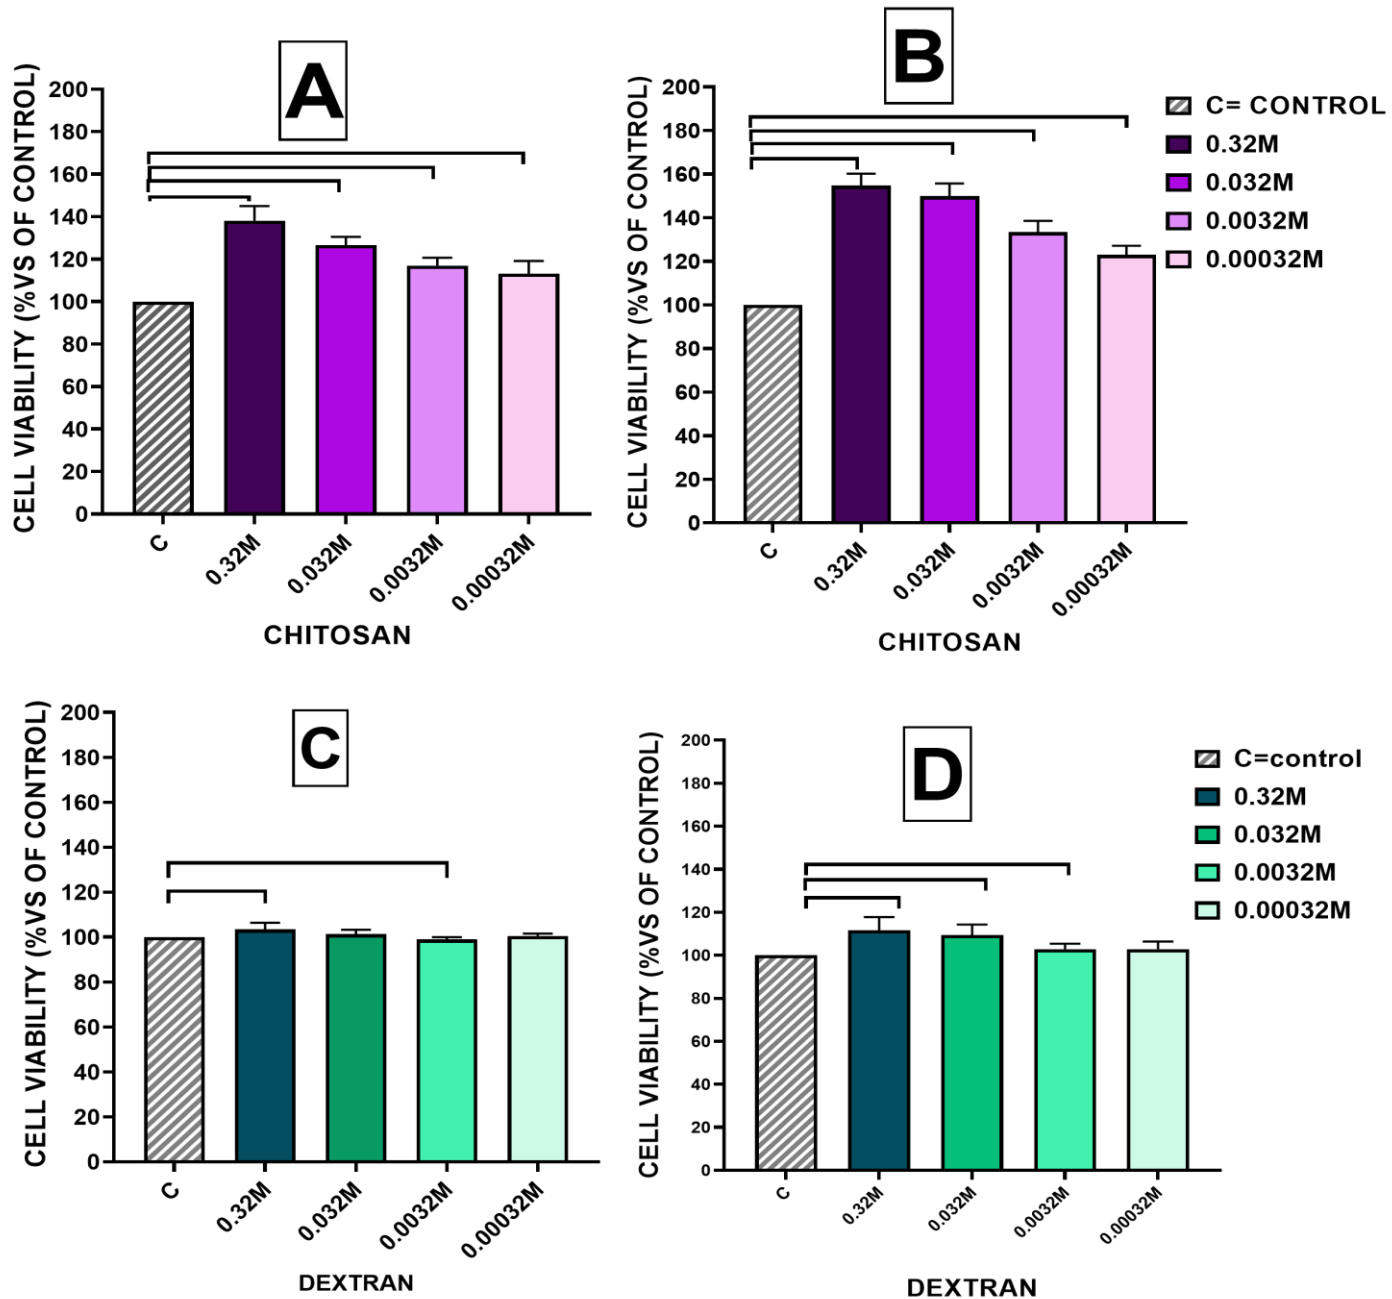 A
CELL VIABILITY (%VS OF CONTROL)
200
180
160
140
120
100
80
60
40
20
0
C
0.32M
0.032M
0.0032M
0.00032M
CHITOSAN
B
CELL VIABILITY (%VS OF CONTROL)
200
180
160
140
120
100
80
60
40
20
0
C
0.32M
0.032M
0.0032M
0.00032M
CHITOSAN
C= CONTROL
0.32M
0.032M
0.0032M
0.00032M
C
CELL VIABILITY (%VS OF CONTROL)
200
180
160
140
120
100
80
60
40
20
0
C
0.32M
0.032M
0.0032M
0.00032M
DEXTRAN
D
CELL VIABILITY (%VS OF CONTROL)
200
180
160
140
120
100
80
60
40
20
0
C
0.32M
0.032M
0.0032M
0.00032M
DEXTRAN
C=control
0.32M
0.032M
0.0032M
0.00032M